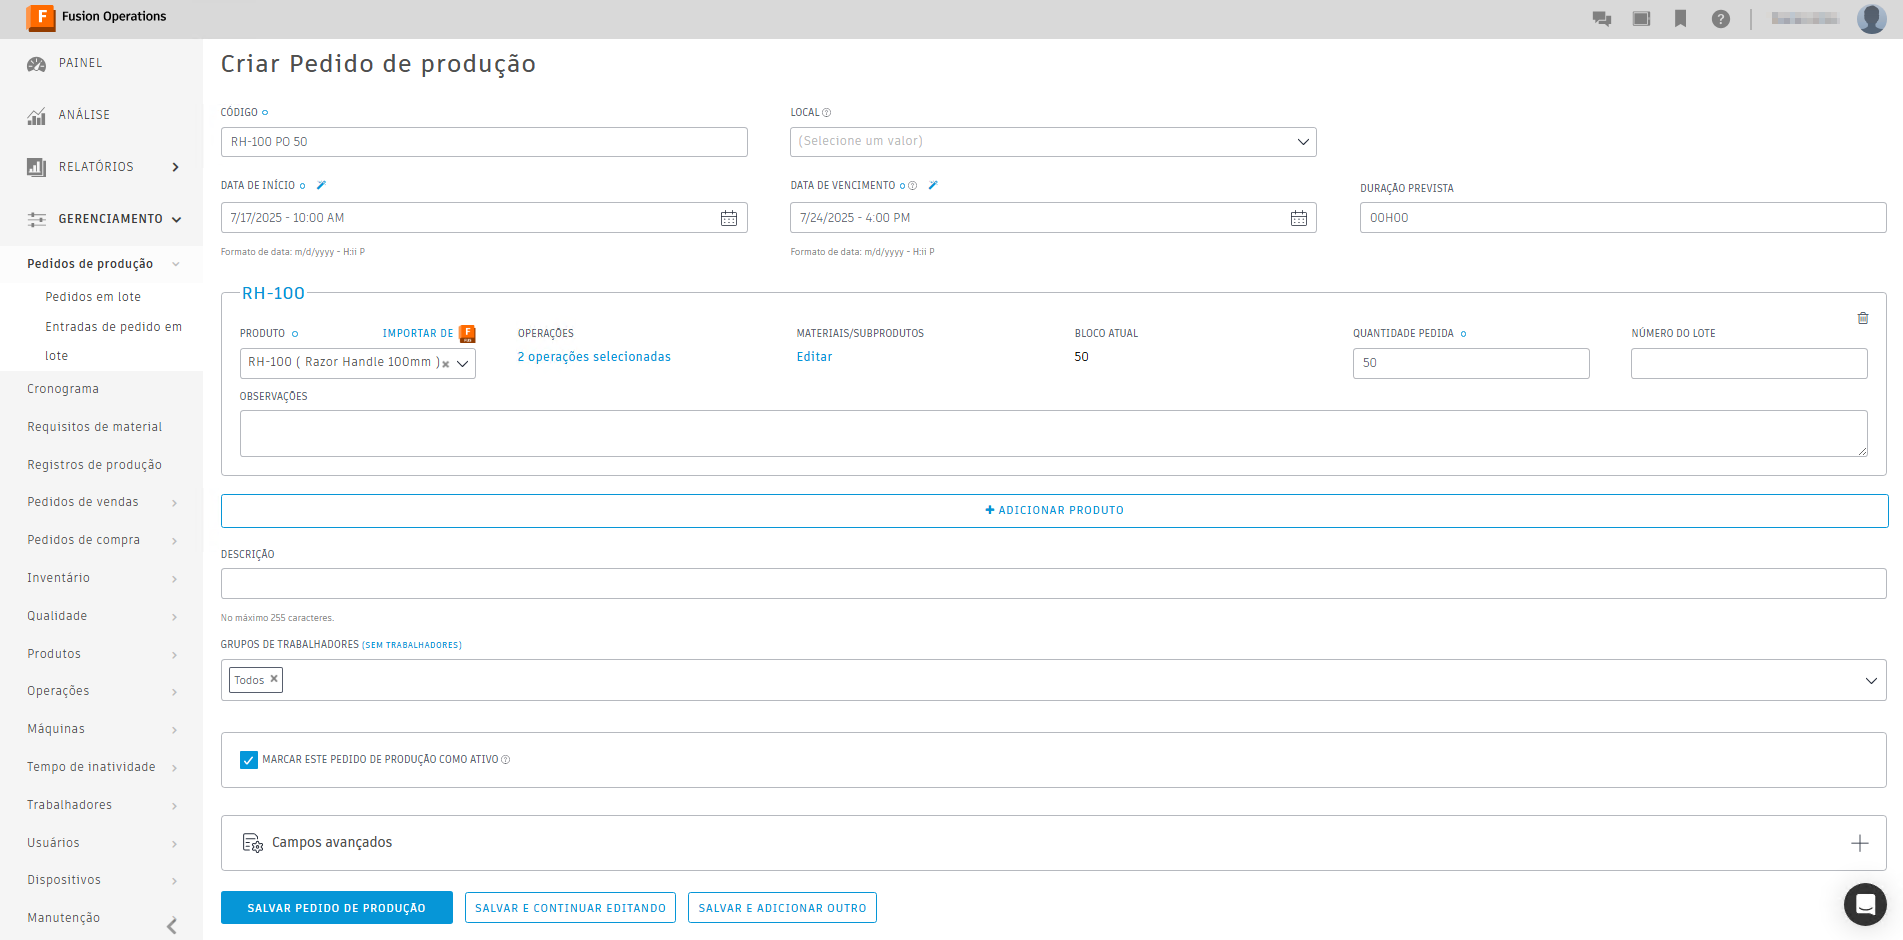 Fusion Operations
PAINEL
ANÁLISE
RELATÓRIOS
GERENCIAMENTO
Pedidos de produção
Pedidos em lote
Entradas de pedido em
lote
Cronograma
Requisitos de material
Registros de produção
Pedidos de vendas
Pedidos de compra
Inventário
Qualidade
Produtos
Operações
Máquinas
Tempo de inatividade
Trabalhadores
Usuários
Dispositivos
Manutenção
Criar Pedido de produção
CÓDIGO
RH-100 PO 50
LOCAL
(Selecione um valor)
DATA DE INÍCIO
7/17/2025 - 10:00 AM
Formato de data: m/d/yyyy - H:ii P
DATA DE VENCIMENTO
7/24/2025 - 4:00 PM
Formato de data: m/d/yyyy - H:ii P
DURAÇÃO PREVISTA
00H00
RH-100
PRODUTO IMPORTAR DE
RH-100 ( Razor Handle 100mm )
OPERAÇÕES
2 operações selecionadas
MATERIAIS/SUBPRODUTOS
Editar
BLOCO ATUAL
50
QUANTIDADE PEDIDA
50
NÚMERO DO LOTE
OBSERVAÇÕES
+ ADICIONAR PRODUTO
DESCRIÇÃO
No máximo 255 caracteres.
GRUPOS DE TRABALHADORES (SEM TRABALHADORES)
Todos
MARCAR ESTE PEDIDO DE PRODUÇÃO COMO ATIVO
Campos avançados
SALVAR PEDIDO DE PRODUÇÃO
SALVAR E CONTINUAR EDITANDO
SALVAR E ADICIONAR OUTRO